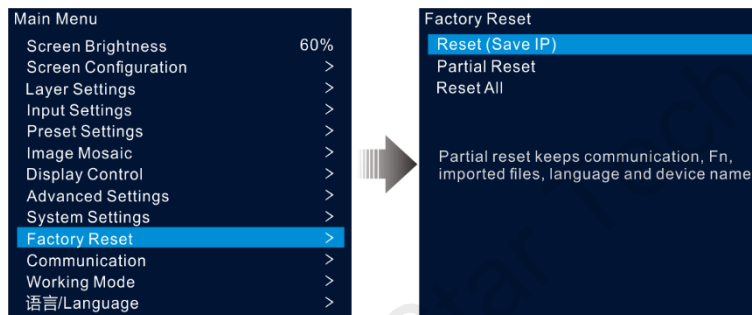 Main Menu
Screen Brightness 60%
Screen Configuration >
Layer Settings >
Input Settings >
Preset Settings >
Image Mosaic >
Display Control >
Advanced Settings >
System Settings >
Factory Reset >
Communication >
Working Mode >
语言/Language >
Factory Reset
Reset (Save IP)
Partial Reset
Reset All
Partial reset keeps communication, Fn,
imported files, language and device name